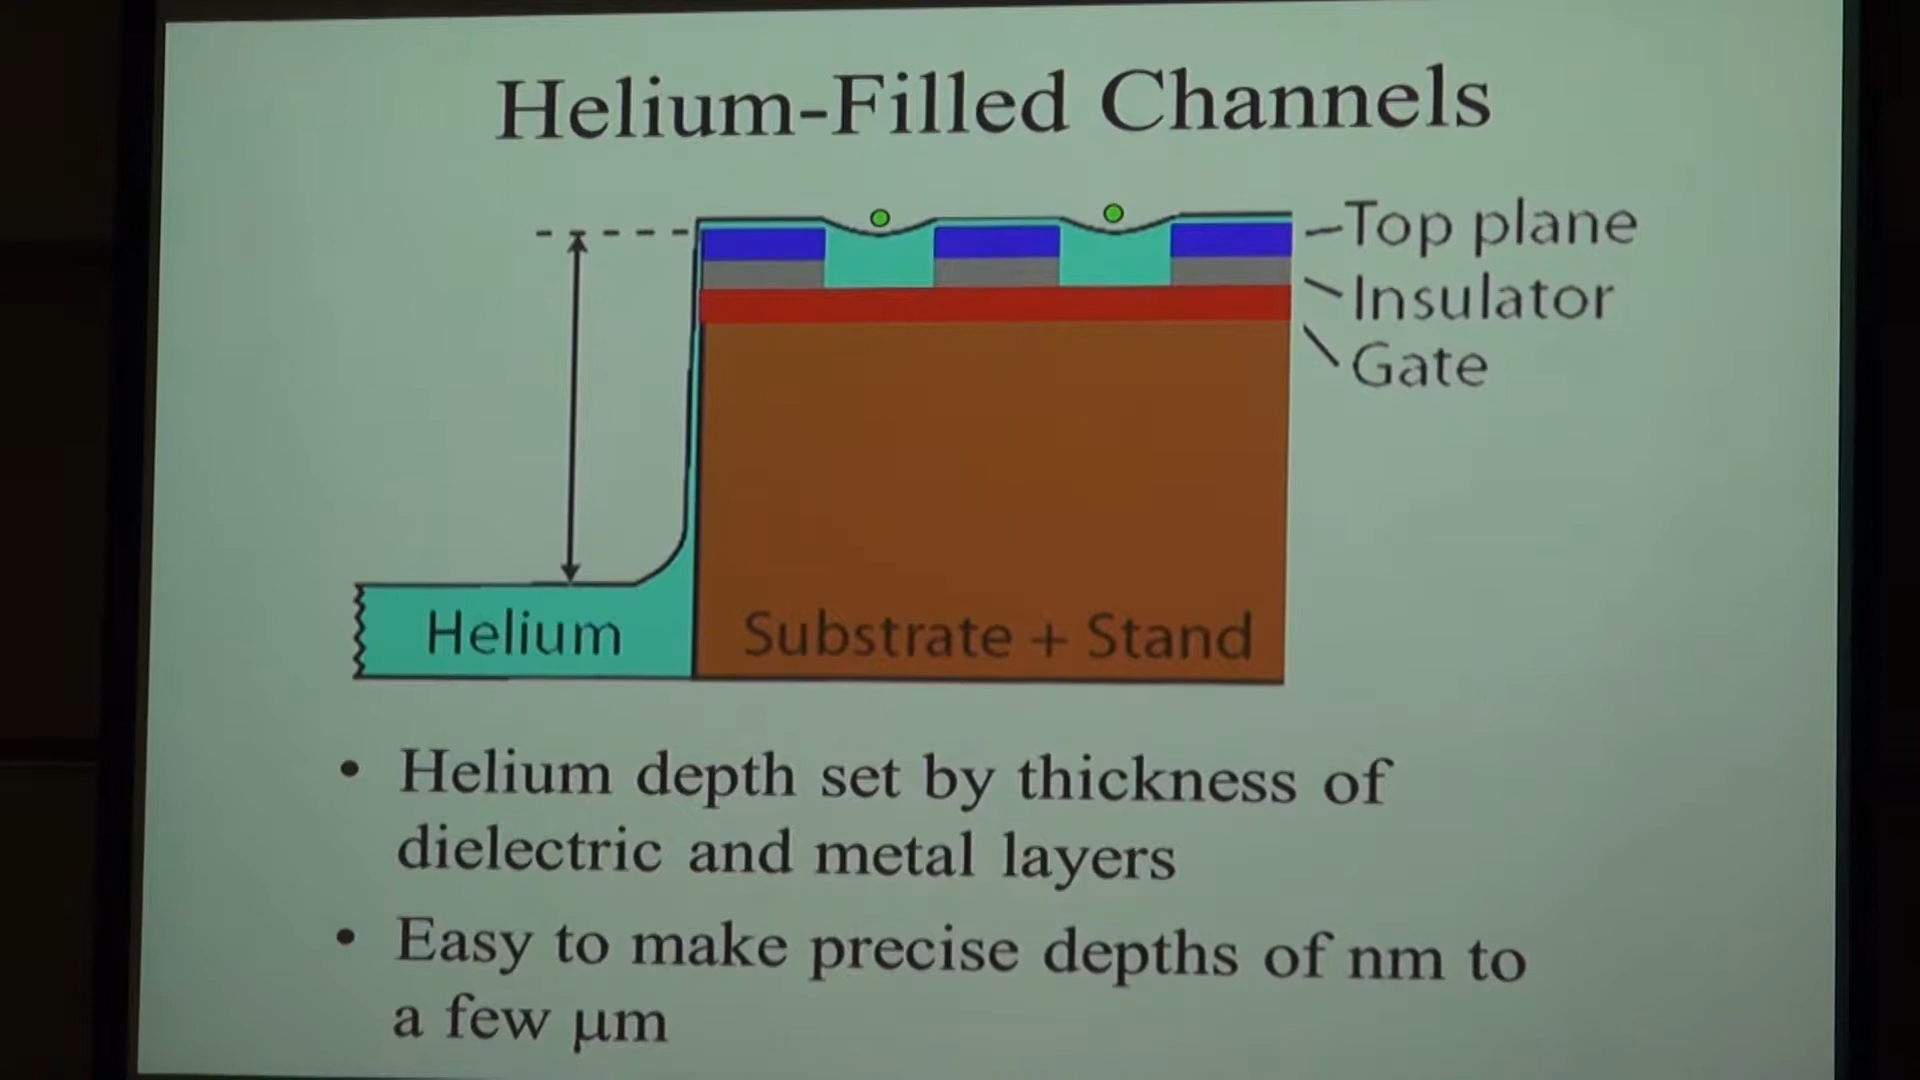 Helium-Filled Channels
Top plane
Insulator
Gate
Helium
Substrate + Stand
• Helium depth set by thickness of
dielectric and metal layers
• Easy to make precise depths of nm to
a few μm